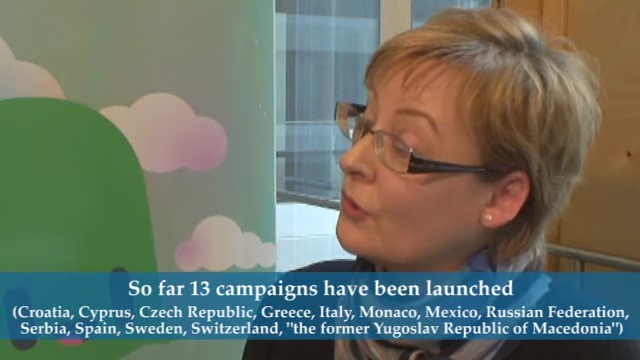 So far 13 campaigns have been launched
(Croatia, Cyprus, Czech Republic, Greece, Italy, Monaco, Mexico, Russian Federation,
Serbia, Spain, Sweden, Switzerland, "the former Yugoslav Republic of Macedonia")